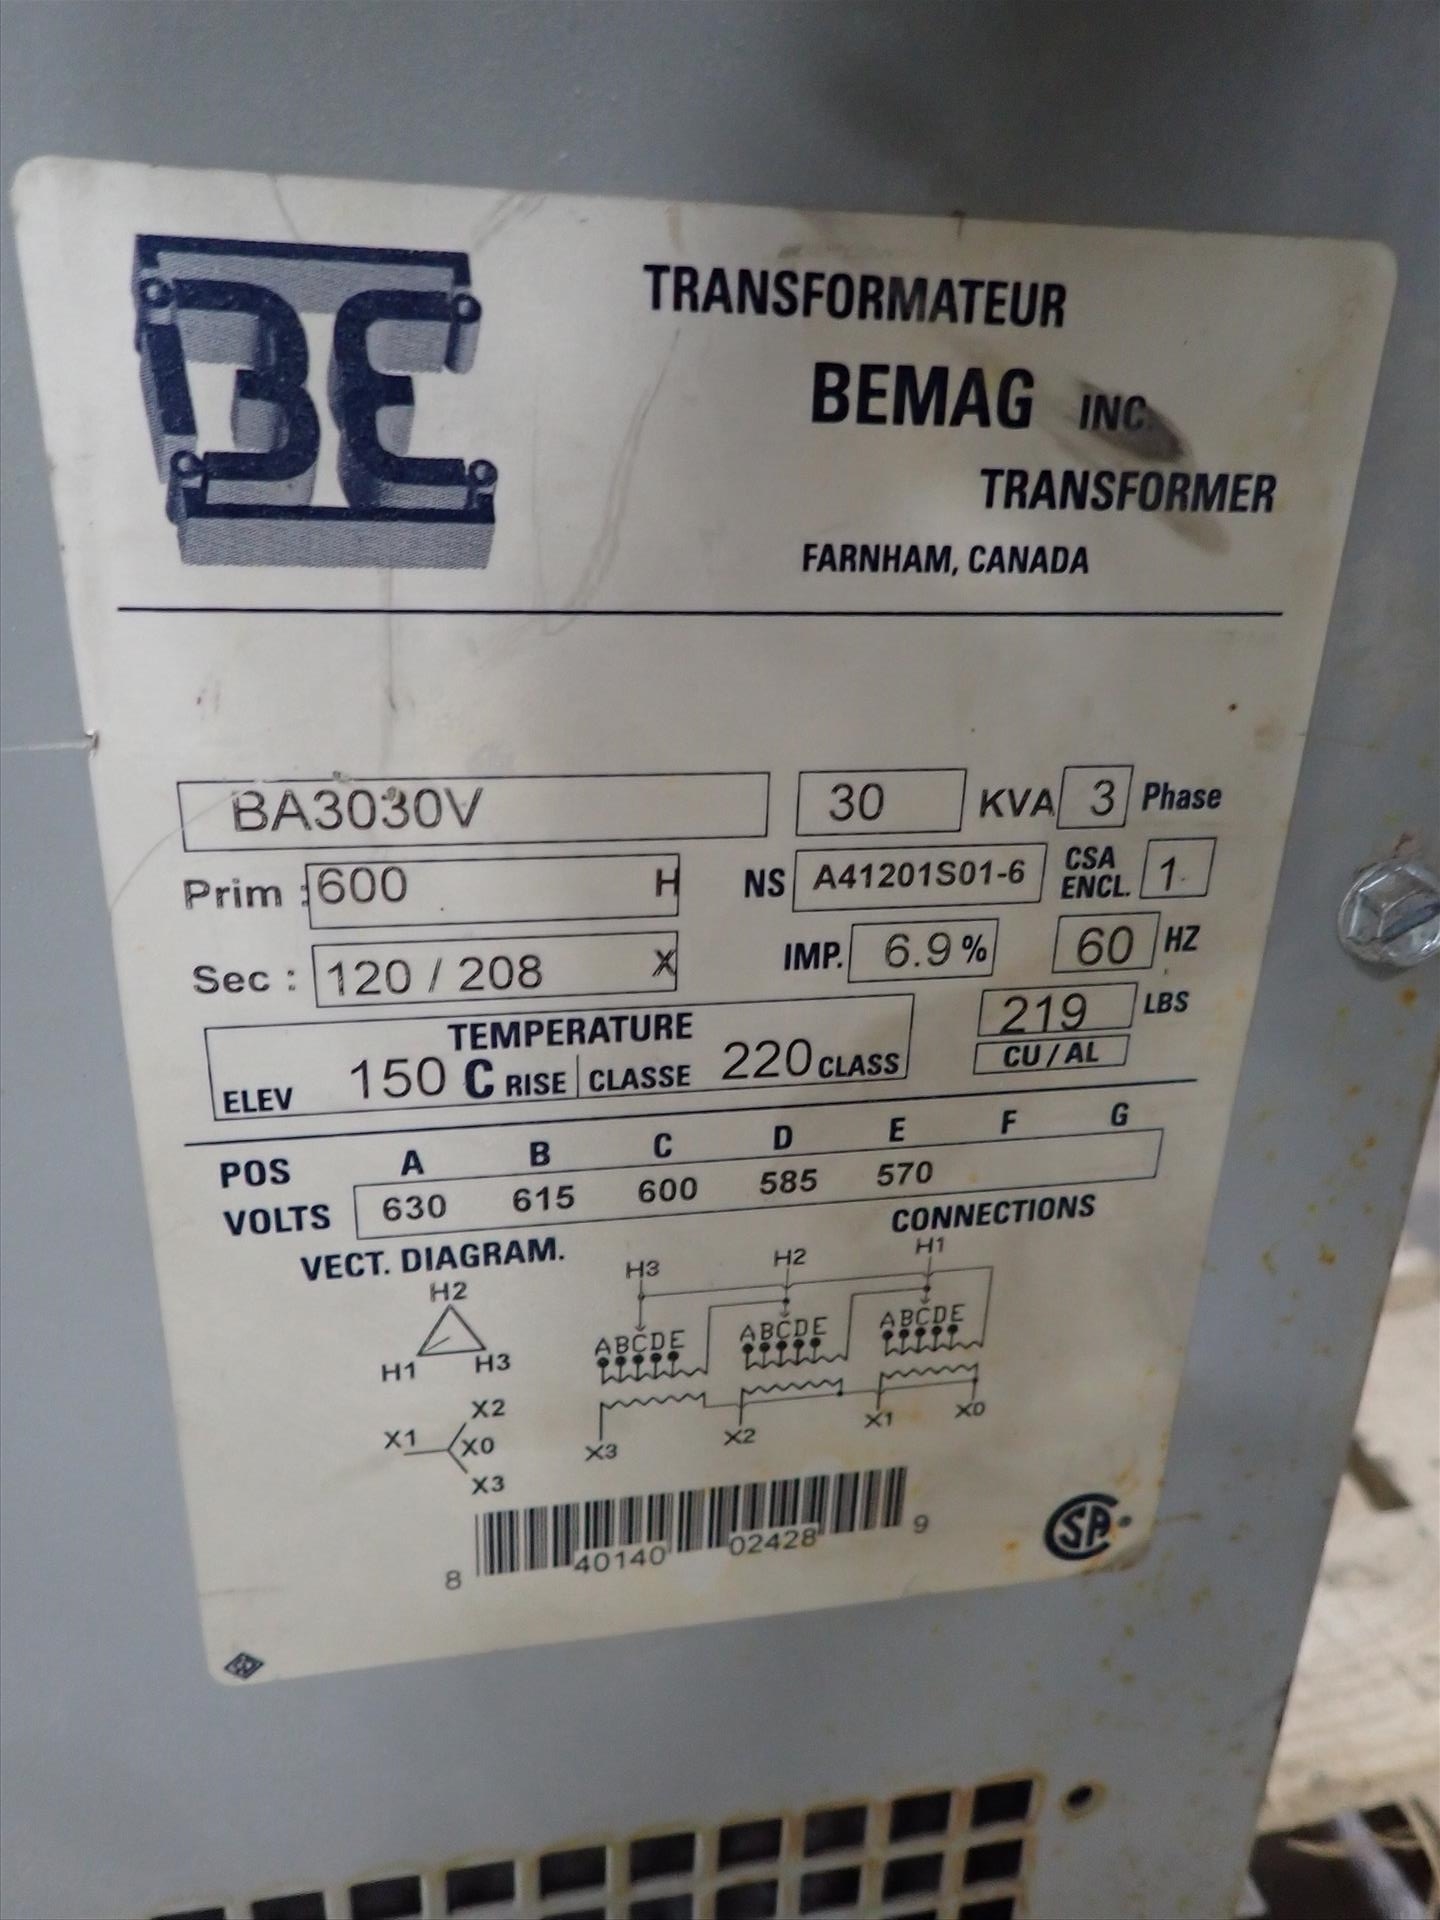 BE
TRANSFORMATEUR
BEMAG INC.
TRANSFORMER
FARNHAM, CANADA
BA3030V 30 KVA 3 Phase
Prim : 600 H NS A41201S01-6 CSA ENCL. 1
Sec : 120 / 208 X IMP. 6.9 % 60 HZ
TEMPERATURE 219 LBS
ELEV 150 C RISE CLASSE 220 CLASS CU / AL
POS A B C D E F G
VOLTS 630 615 600 585 570
VECT. DIAGRAM. CONNECTIONS
H2 H3 H2 H1
H1 H3 ABCDE ABCDE ABCDE
X2
X1 X0 X3 X2 X1 X0
X3
8 40140 02428 9
SA